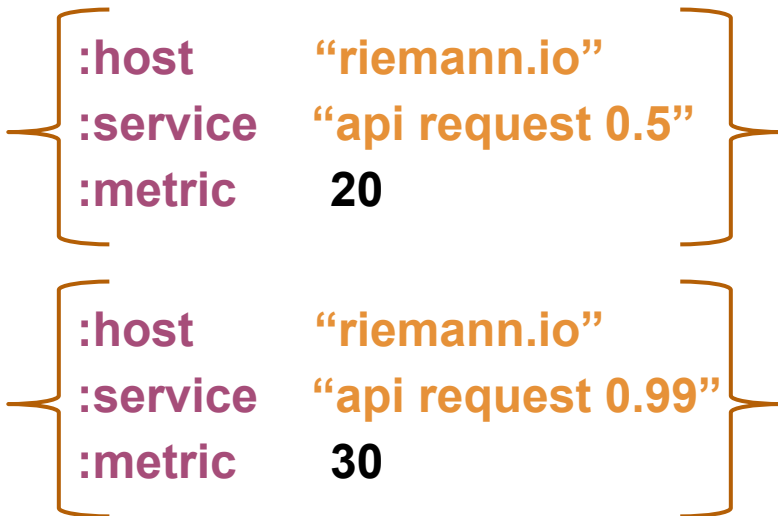 :host “riemann.io”
:service “api request 0.5”
:metric 20
:host “riemann.io”
:service “api request 0.99”
:metric 30